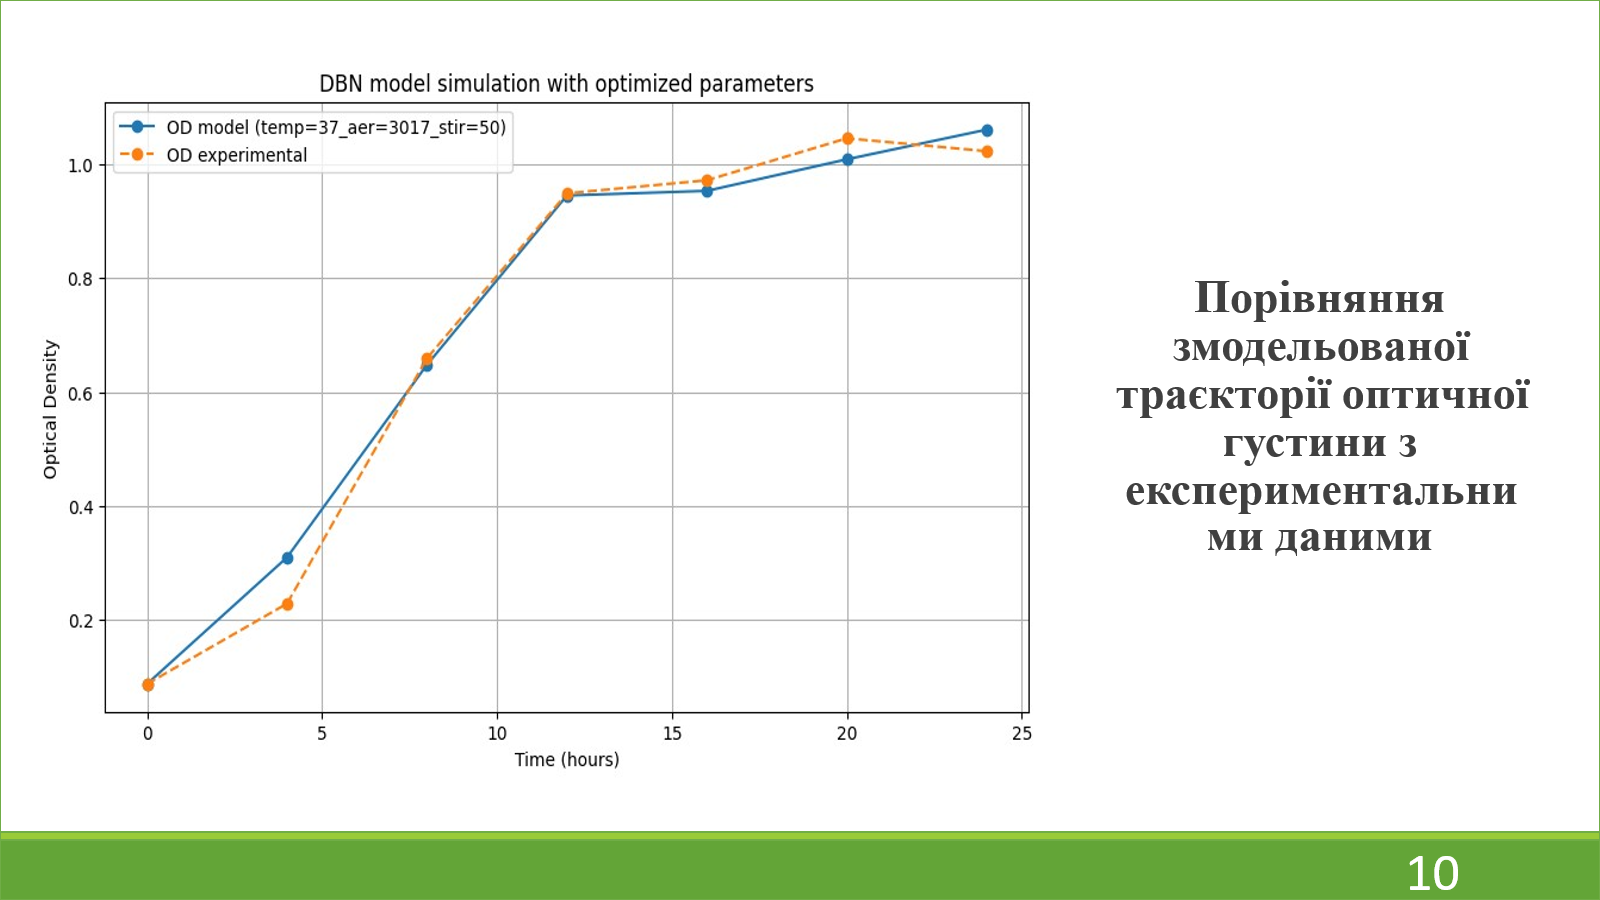 DBN model simulation with optimized parameters
OD model (temp=37_aer=3017_stir=50)
OD experimental
1.0
0.8
0.6
0.4
0.2
Optical Density
0 5 10 15 20 25
Time (hours)
Порівняння
змодельованої
траєкторії оптичної
густини з
експериментальни
ми даними
10